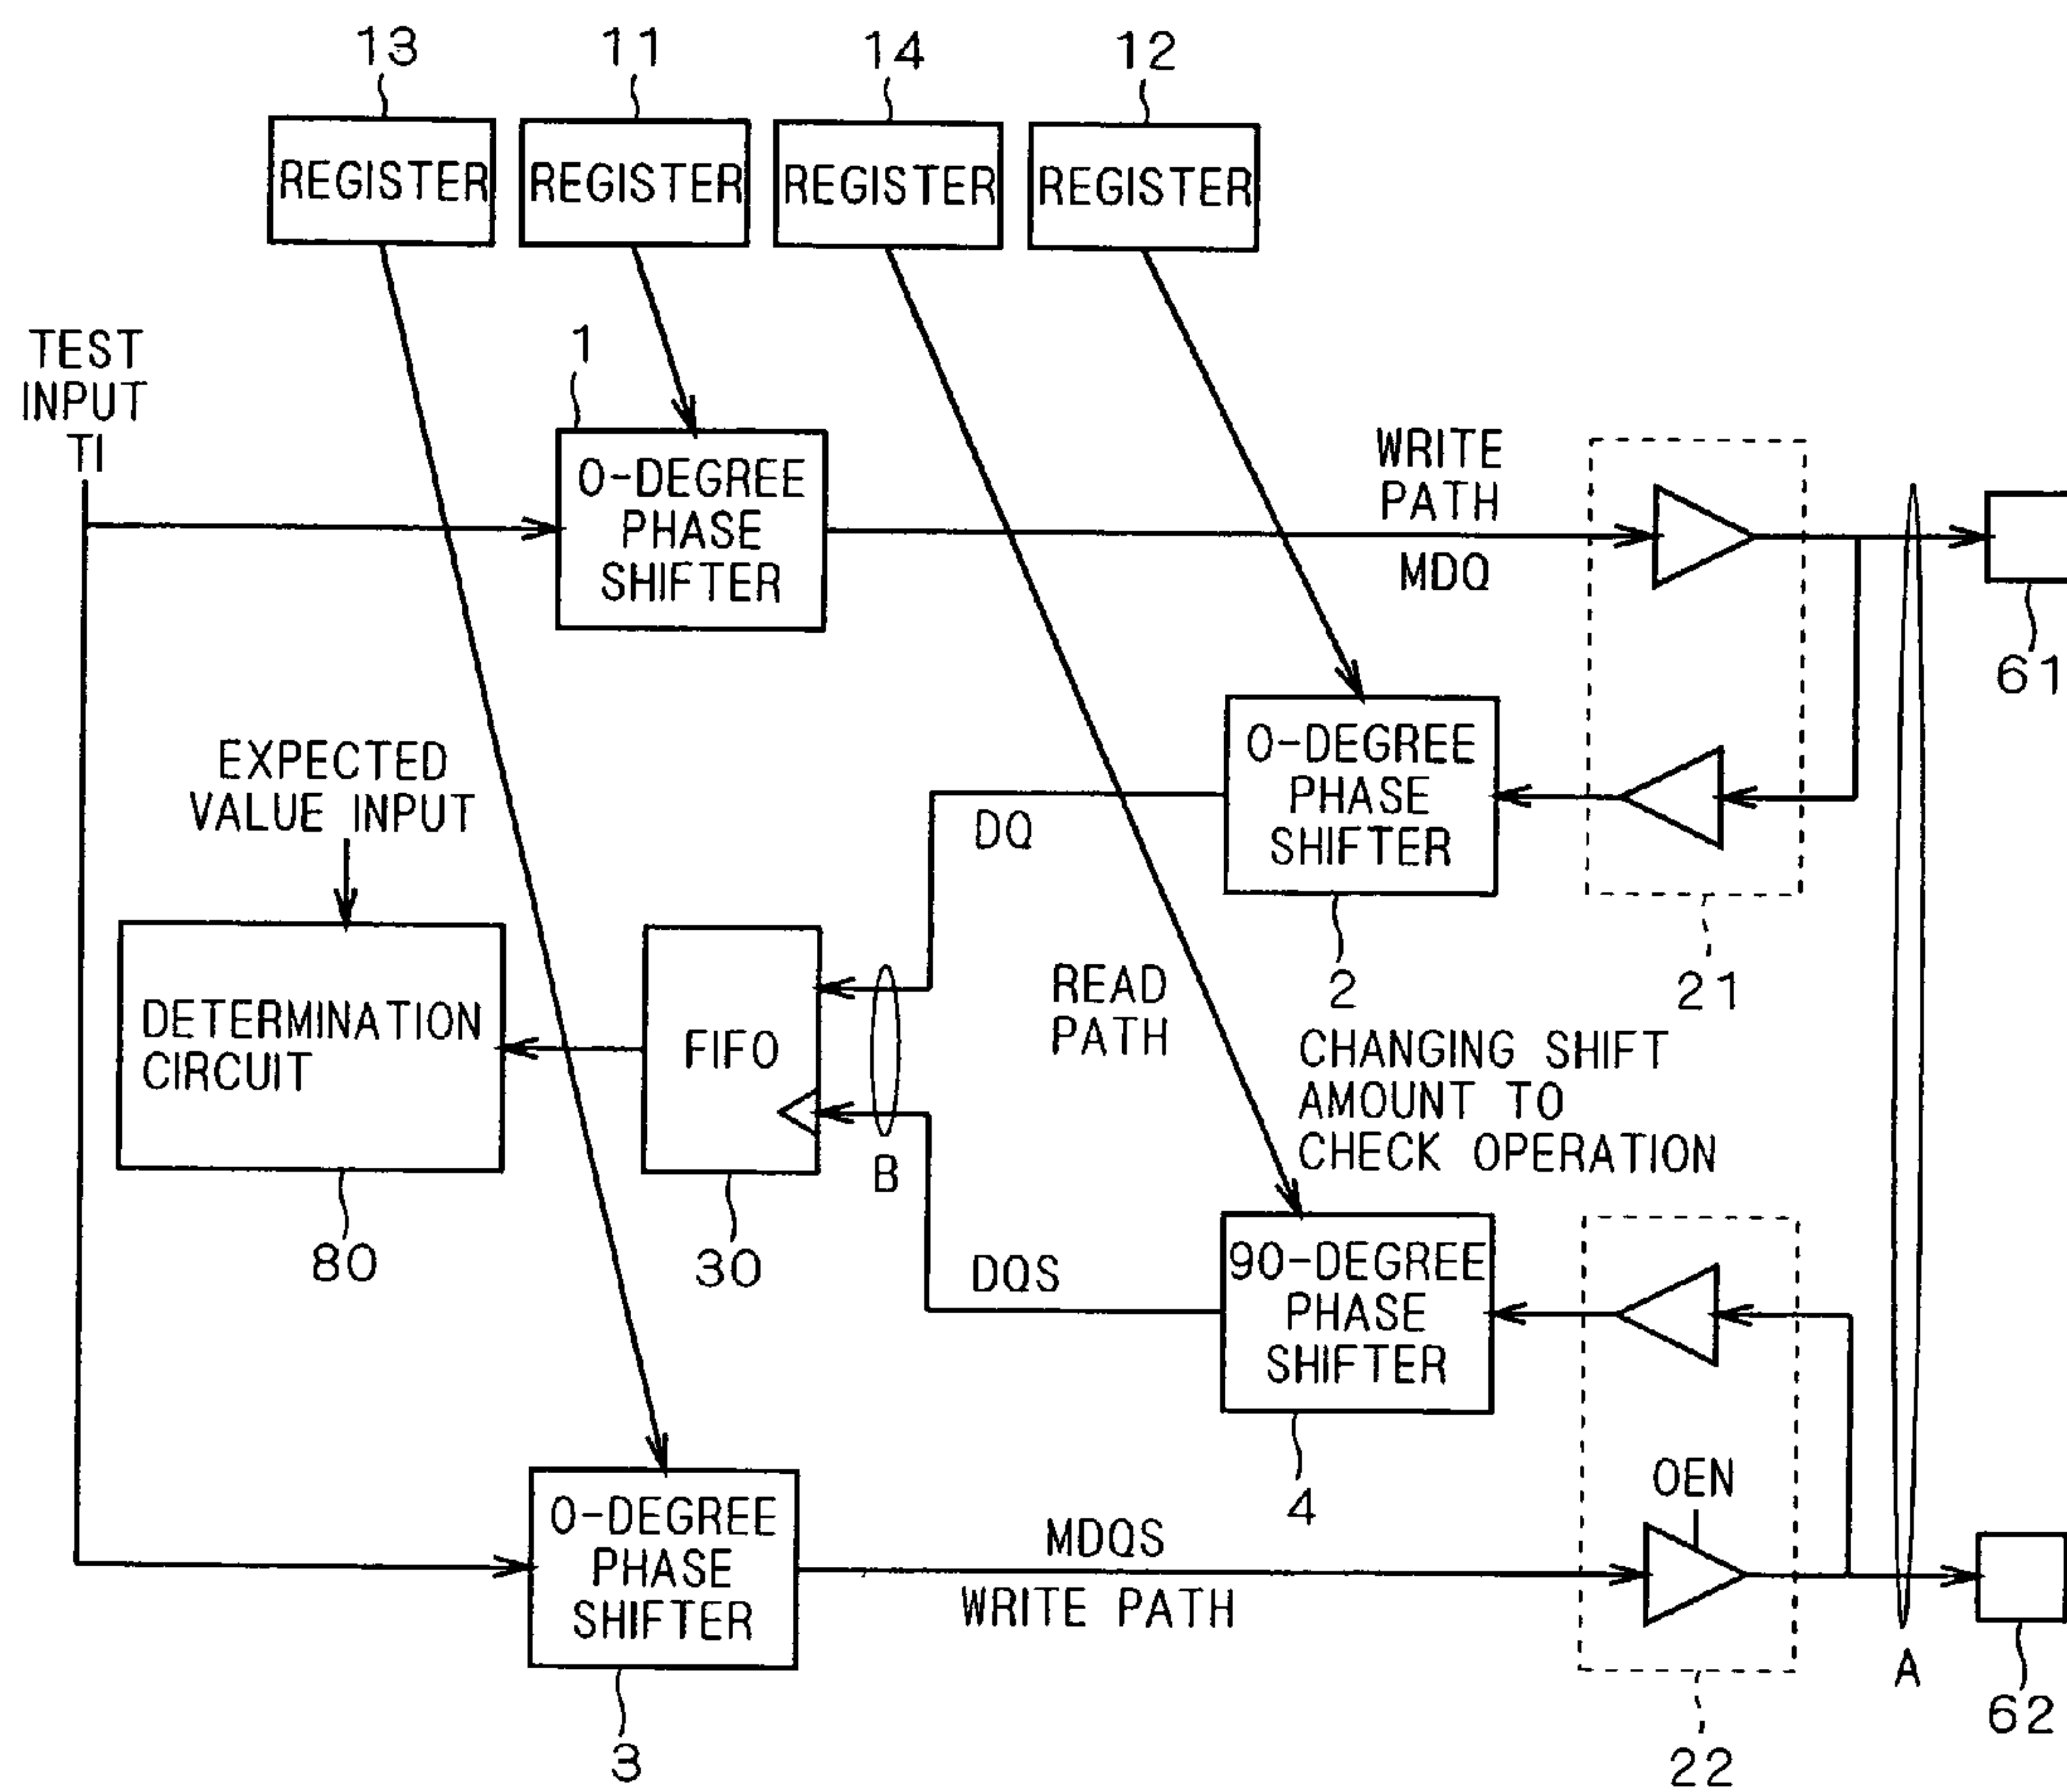 13
11
14
12
REGISTER
REGISTER
REGISTER
REGISTER
TEST
INPUT
TI
1
0-DEGREE
PHASE
SHIFTER
WRITE
PATH
MDQ
61
EXPECTED
VALUE INPUT
0-DEGREE
PHASE
SHIFTER
DQ
2
21
DETERMINATION
CIRCUIT
FIFO
READ
PATH
CHANGING SHIFT
AMOUNT TO
CHECK OPERATION
B
80
30
DQS
90-DEGREE
PHASE
SHIFTER
4
OEN
0-DEGREE
PHASE
SHIFTER
MDQS
WRITE PATH
A
3
22
62